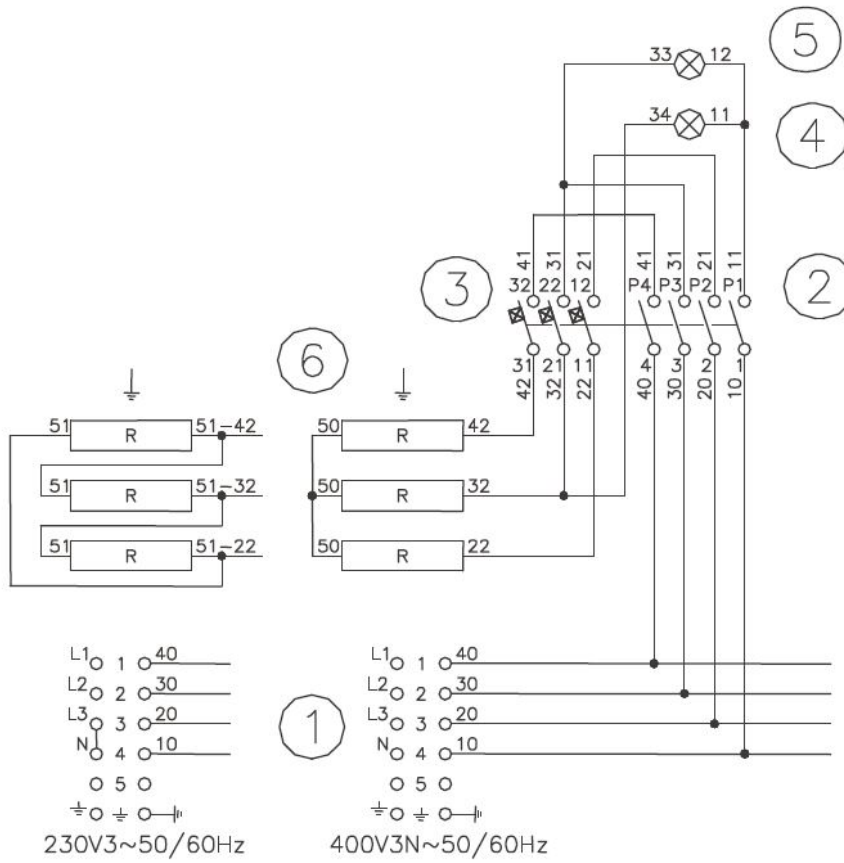 5
33 12
34 11
4
41 31 21 41 31 21 11
32 22 12 P4 P3 P2 P1
3
2
31 21 11 4 3 2 1
42 32 22 40 30 20 10
6
51 R 51-42 50 R 42
51 R 51-32 50 R 32
51 R 51-22 50 R 22
L1 1 40 L1 1 40
L2 2 30 L2 2 30
L3 3 20 L3 3 20
1
N 4 10 N 4 10
5 5
230V3~50/60Hz 400V3N~50/60Hz